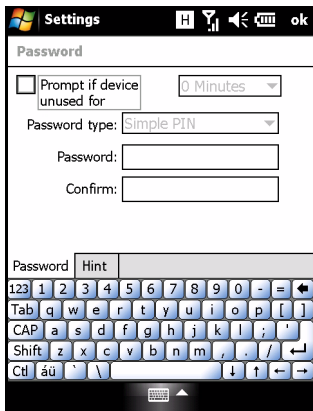 Settings H ok
Password
Prompt if device
unused for
0 Minutes
Password type: Simple PIN
Password:
Confirm:
Password Hint
123 1 2 3 4 5 6 7 8 9 0 - =
Tab q w e r t y u i o p [ ]
CAP a s d f g h j k l ; '
Shift z x c v b n m , . /
Ctl áü ` \